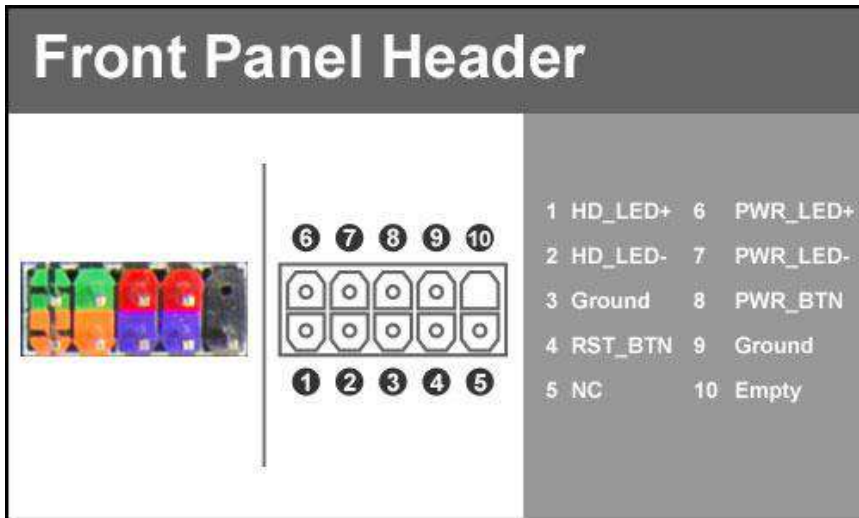 Front Panel Header
6 7 8 9 10
1 2 3 4 5
1 HD_LED+ 6 PWR_LED+
2 HD_LED- 7 PWR_LED-
3 Ground 8 PWR_BTN
4 RST_BTN 9 Ground
5 NC 10 Empty